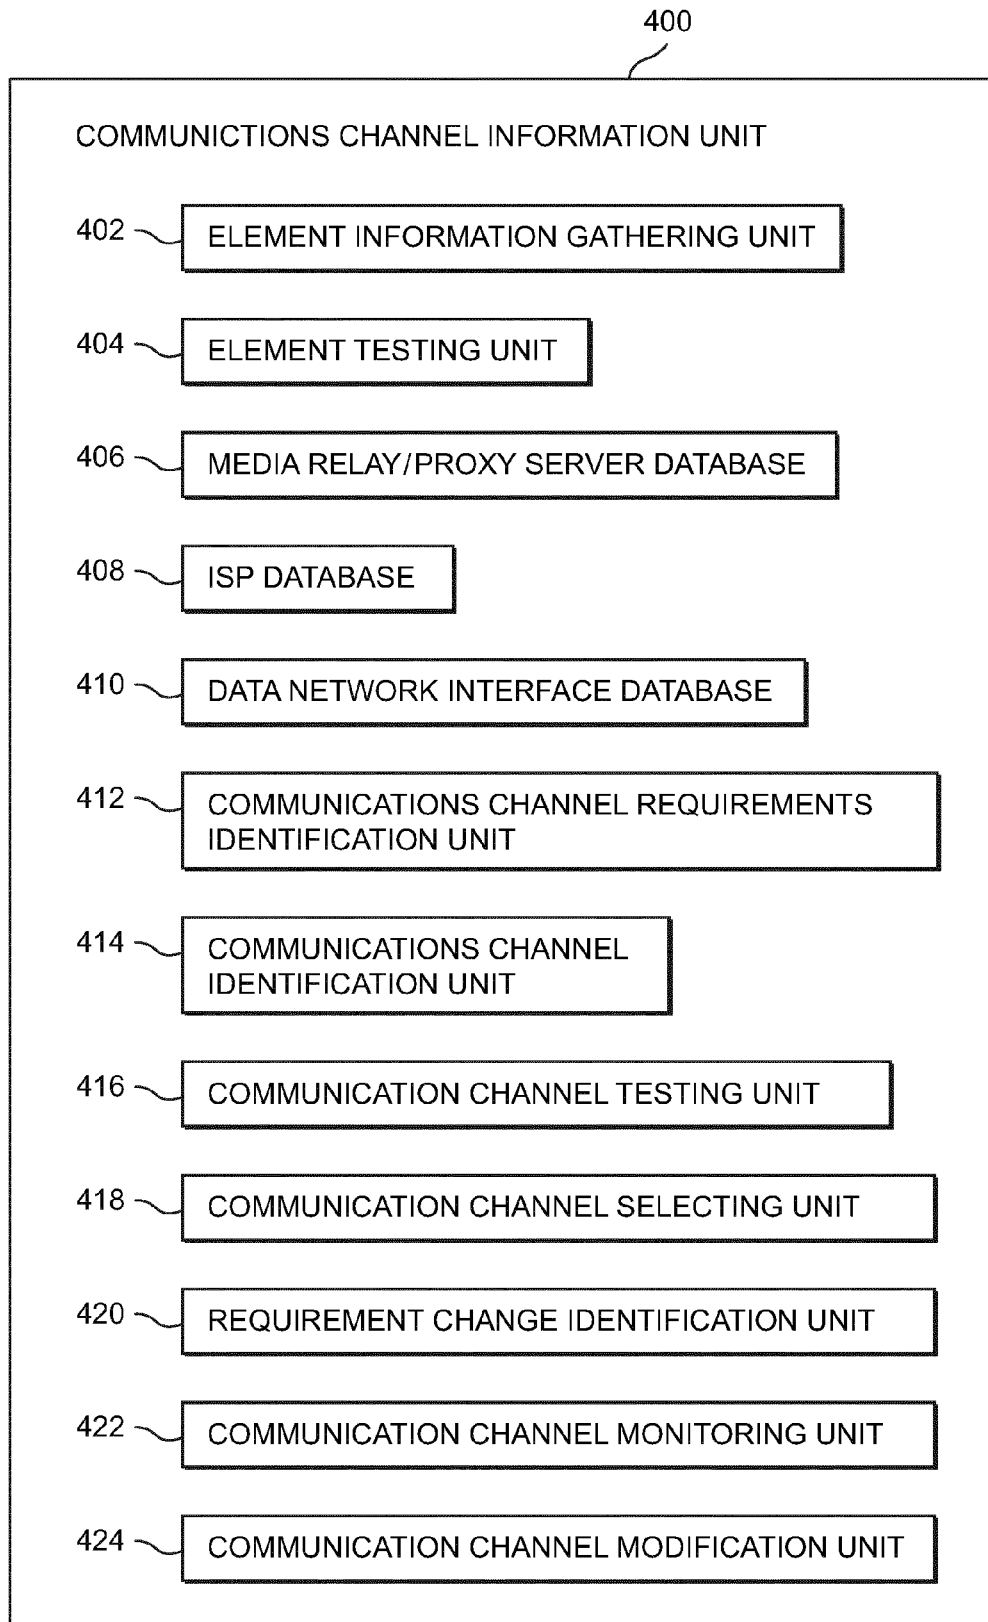 400
COMMUNICTIONS CHANNEL INFORMATION UNIT
402 ELEMENT INFORMATION GATHERING UNIT
404 ELEMENT TESTING UNIT
406 MEDIA RELAY/PROXY SERVER DATABASE
408 ISP DATABASE
410 DATA NETWORK INTERFACE DATABASE
412 COMMUNICATIONS CHANNEL REQUIREMENTS
IDENTIFICATION UNIT
414 COMMUNICATIONS CHANNEL
IDENTIFICATION UNIT
416 COMMUNICATION CHANNEL TESTING UNIT
418 COMMUNICATION CHANNEL SELECTING UNIT
420 REQUIREMENT CHANGE IDENTIFICATION UNIT
422 COMMUNICATION CHANNEL MONITORING UNIT
424 COMMUNICATION CHANNEL MODIFICATION UNIT